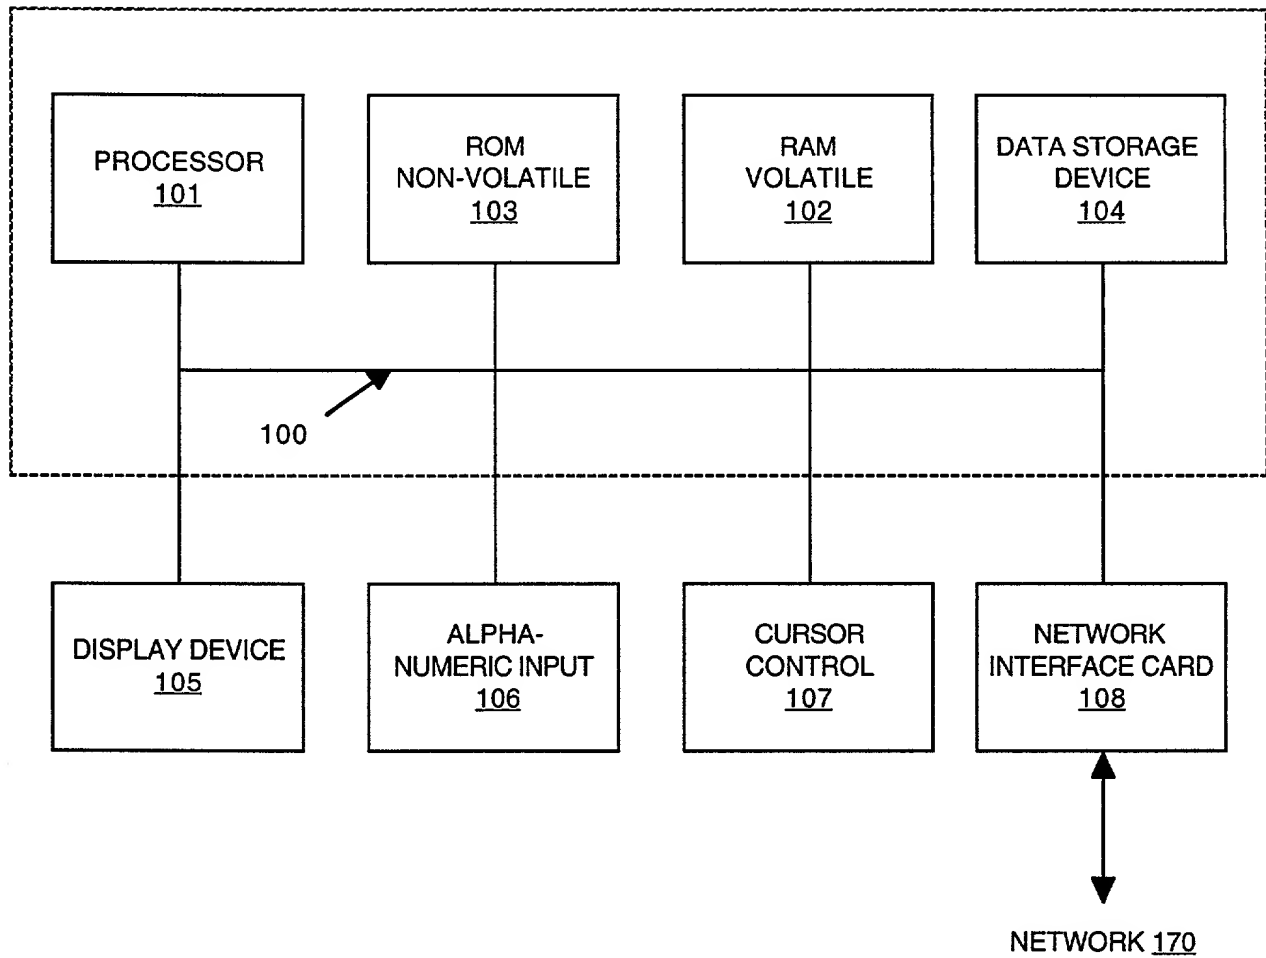 PROCESSOR
101
ROM
NON-VOLATILE
103
RAM
VOLATILE
102
DATA STORAGE
DEVICE
104
100
DISPLAY DEVICE
105
ALPHA-
NUMERIC INPUT
106
CURSOR
CONTROL
107
NETWORK
INTERFACE CARD
108
NETWORK 170